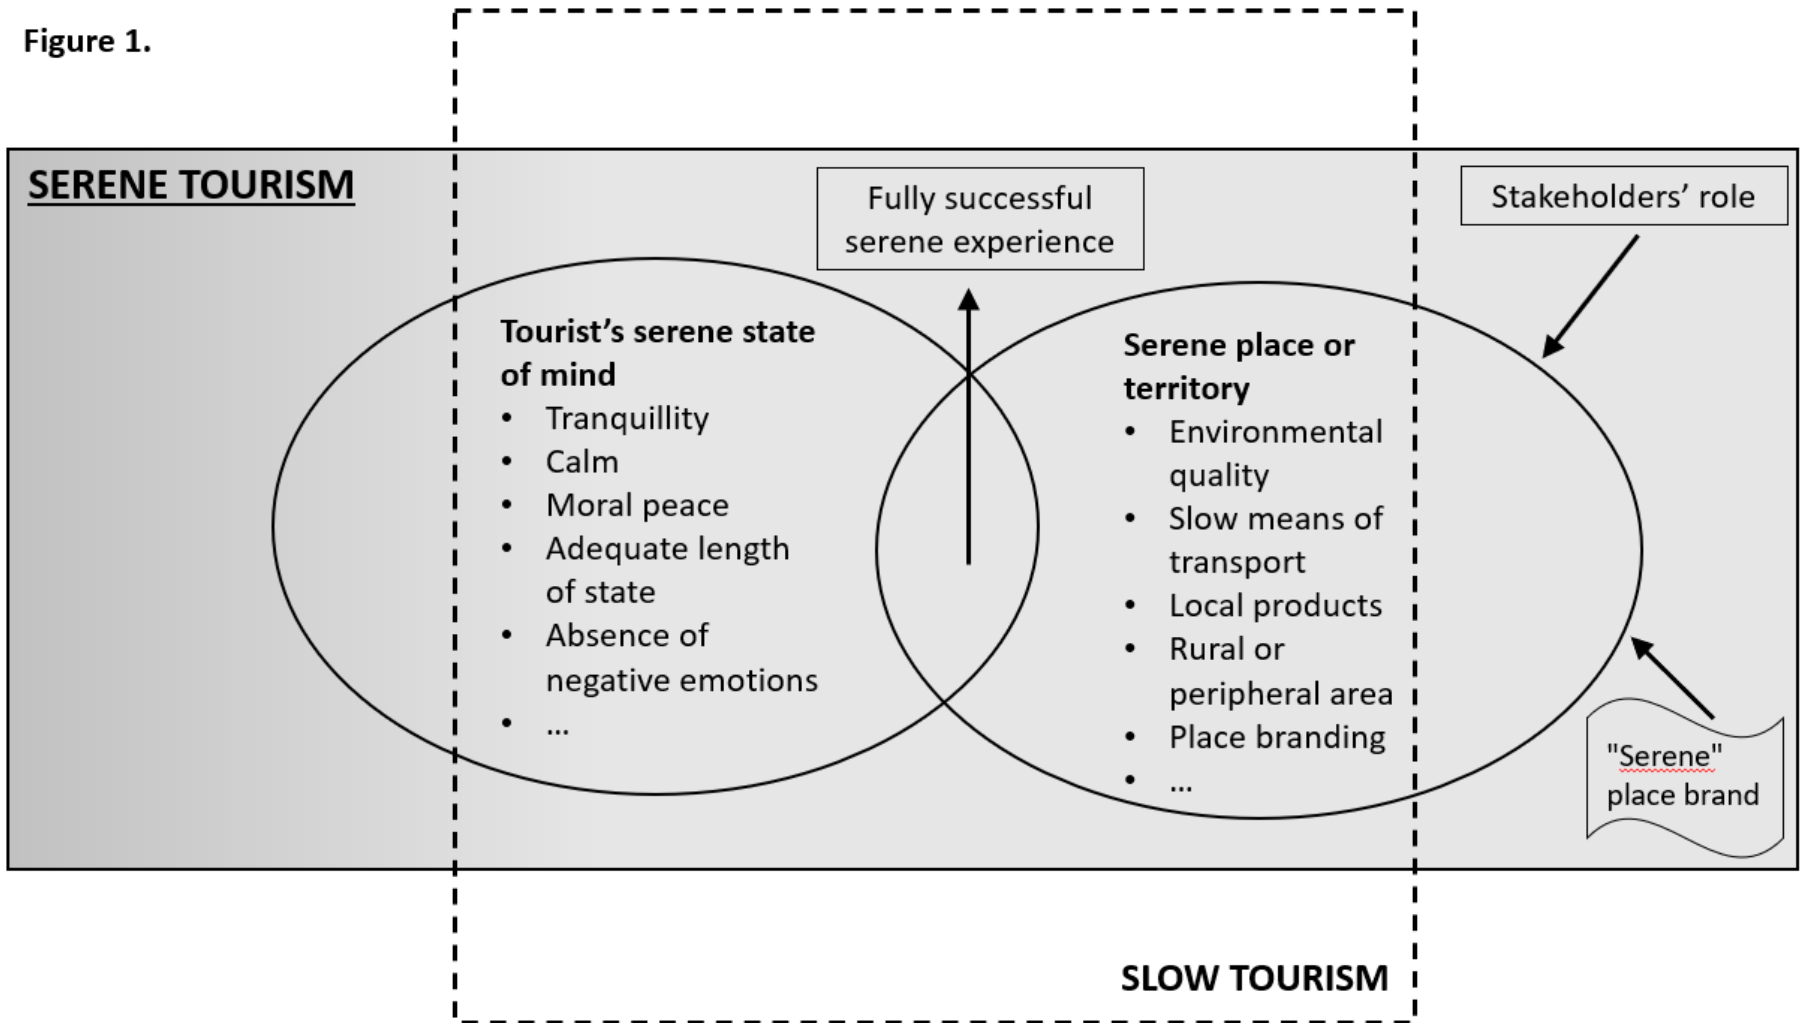 Figure 1.
SERENE TOURISM
Fully successful
serene experience
Stakeholders’ role
Tourist’s serene state
of mind
• Tranquillity
• Calm
• Moral peace
• Adequate length
of state
• Absence of
negative emotions
• ...
Serene place or
territory
• Environmental
quality
• Slow means of
transport
• Local products
• Rural or
peripheral area
• Place branding
• ...
"Serene"
place brand
SLOW TOURISM